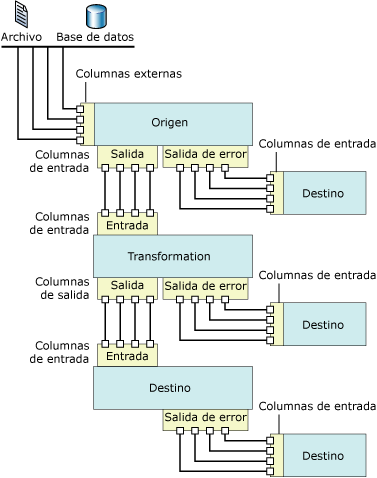 Archivo
Base de datos
Columnas externas
Origen
Columnas
de entrada
Salida
Salida de error
Columnas de entrada
Destino
Columnas
de entrada
Entrada
Transformation
Columnas
de salida
Salida
Salida de error
Columnas de entrada
Destino
Columnas
de entrada
Entrada
Destino
Salida de error
Columnas de entrada
Destino